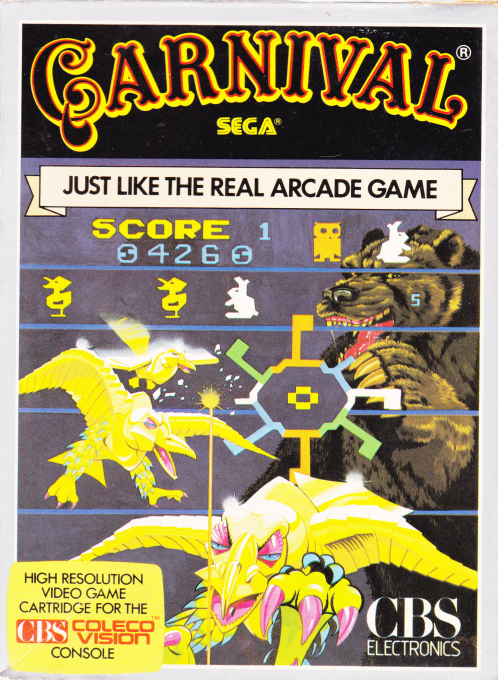 CARNIVAL®
SEGA®
JUST LIKE THE REAL ARCADE GAME
SCORE 1
04260
5
HIGH RESOLUTION
VIDEO GAME
CARTRIDGE FOR THE
CBS COLECO
VISION™
CONSOLE
CBS
ELECTRONICS